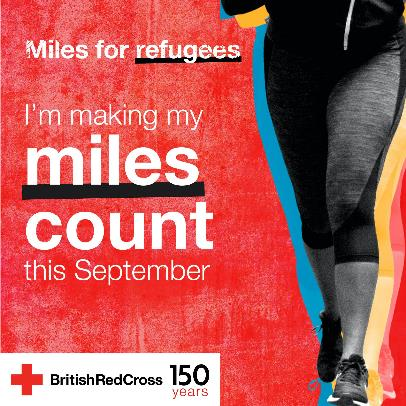 Miles for refugees
I'm making my
miles
count
this September
BritishRedCross 150
years